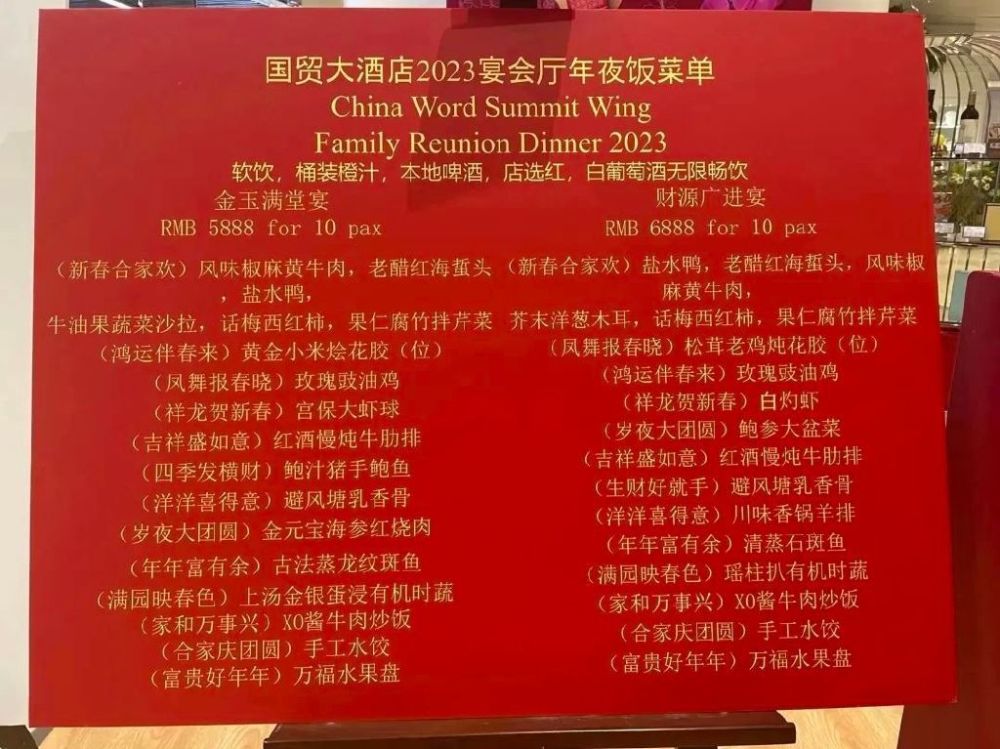 国贸大酒店2023宴会厅年夜饭菜单
China Word Summit Wing
Family Reunion Dinner 2023
软饮，桶装橙汁，本地啤酒，店选红，白葡萄酒无限畅饮
金玉满堂宴
RMB 5888 for 10 pax
（新春合家欢）风味椒麻黄牛肉，老醋红海蜇头
，盐水鸭，
牛油果蔬菜沙拉，话梅西红柿，果仁腐竹拌芹菜
（鸿运伴春来）黄金小米烩花胶（位）
（凤舞报春晓）玫瑰豉油鸡
（祥龙贺新春）宫保大虾球
（吉祥盛如意）红酒慢炖牛肋排
（四季发横财）鲍汁猪手鲍鱼
（洋洋喜得意）避风塘乳香骨
（岁夜大团圆）金元宝海参红烧肉
（年年富有余）古法蒸龙纹斑鱼
（满园映春色）上汤金银蛋浸有机时蔬
（家和万事兴）XO酱牛肉炒饭
（合家庆团圆）手工水饺
（富贵好年年）万福水果盘
财源广进宴
RMB 6888 for 10 pax
（新春合家欢）盐水鸭，老醋红海蜇头，风味椒
麻黄牛肉，
芥末洋葱木耳，话梅西红柿，果仁腐竹拌芹菜
（凤舞报春晓）松茸老鸡炖花胶（位）
（鸿运伴春来）玫瑰豉油鸡
（祥龙贺新春）白灼虾
（岁夜大团圆）鲍参大盆菜
（吉祥盛如意）红酒慢炖牛肋排
（生财好就手）避风塘乳香骨
（洋洋喜得意）川味香锅羊排
（年年富有余）清蒸石斑鱼
（满园映春色）瑶柱扒有机时蔬
（家和万事兴）XO酱牛肉炒饭
（合家庆团圆）手工水饺
（富贵好年年）万福水果盘